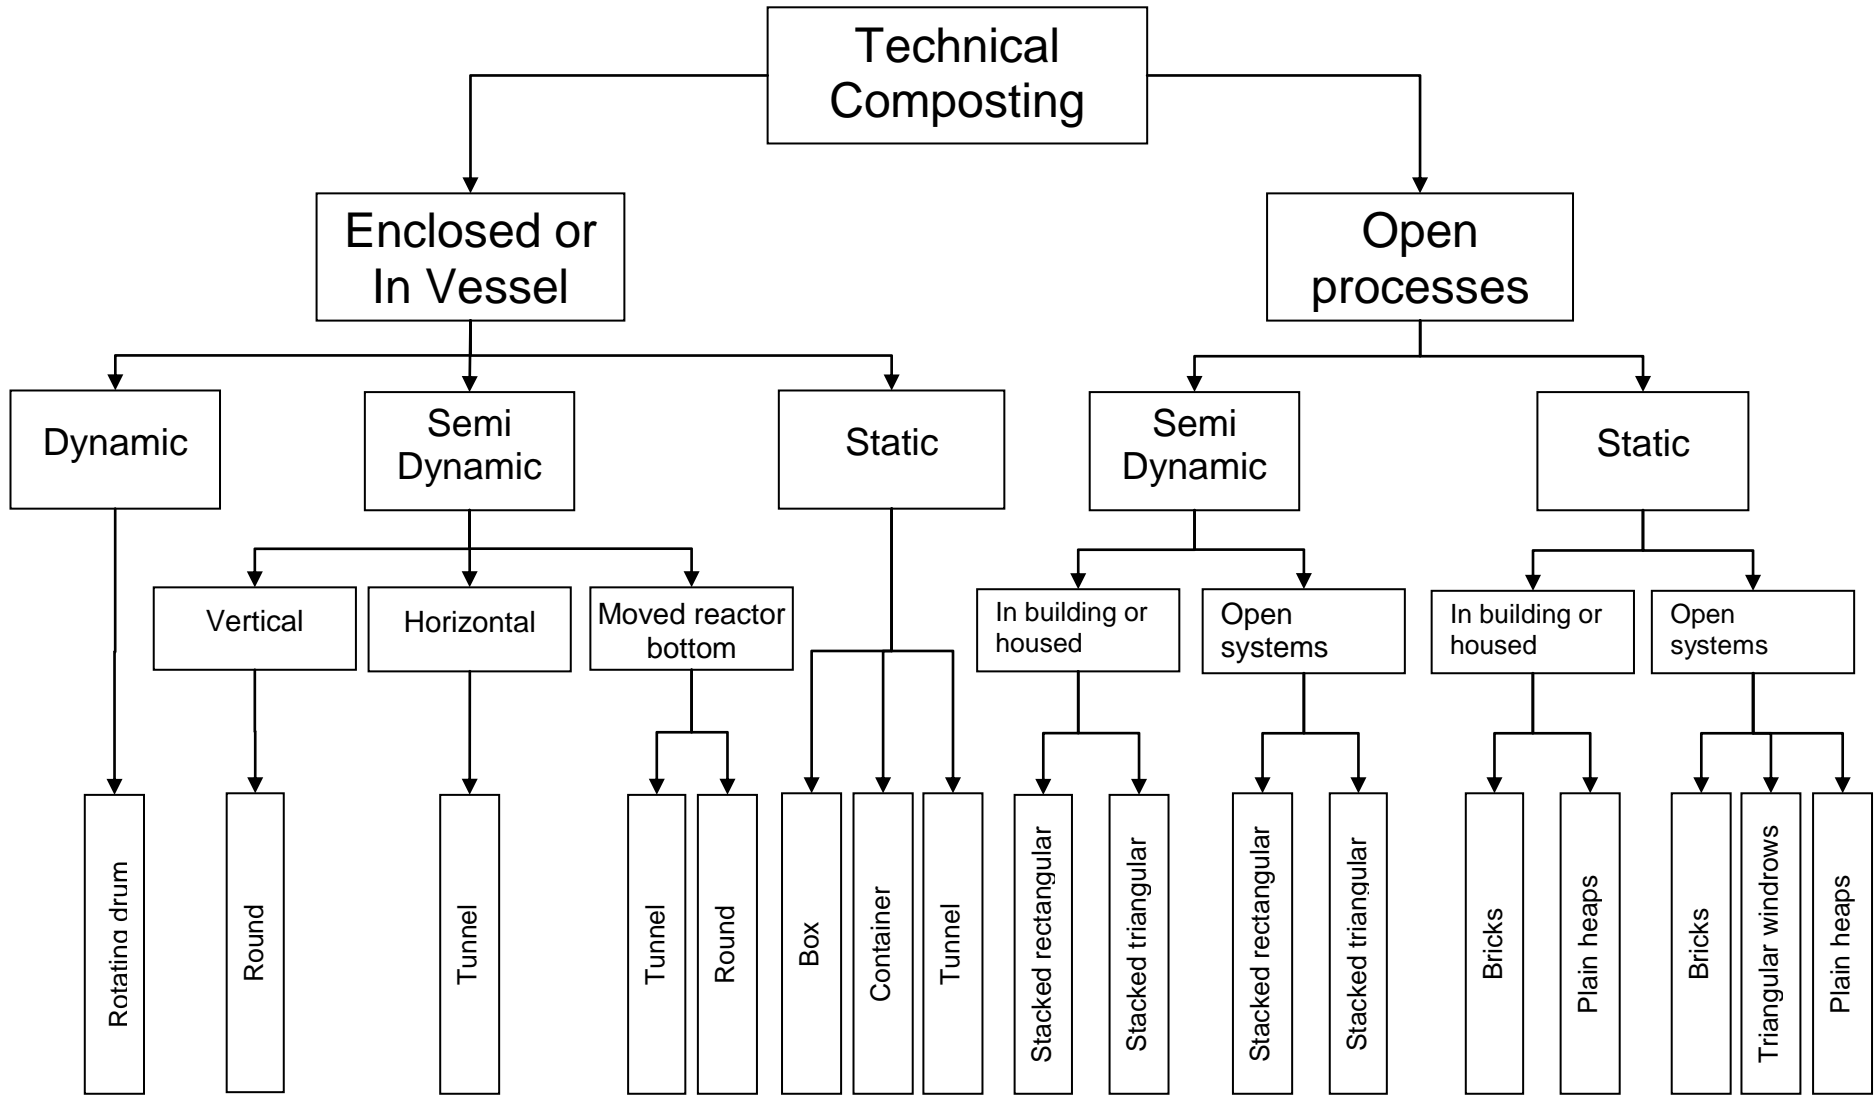 Technical
Composting
Enclosed or
In Vessel
Open
processes
Dynamic
Semi
Dynamic
Static
Semi
Dynamic
Static
Vertical
Horizontal
Moved reactor
bottom
In building or
housed
Open
systems
In building or
housed
Open
systems
Rotating drum
Round
Tunnel
Tunnel
Round
Box
Container
Tunnel
Stacked rectangular
Stacked triangular
Stacked rectangular
Stacked triangular
Bricks
Plain heaps
Bricks
Triangular windrows
Plain heaps